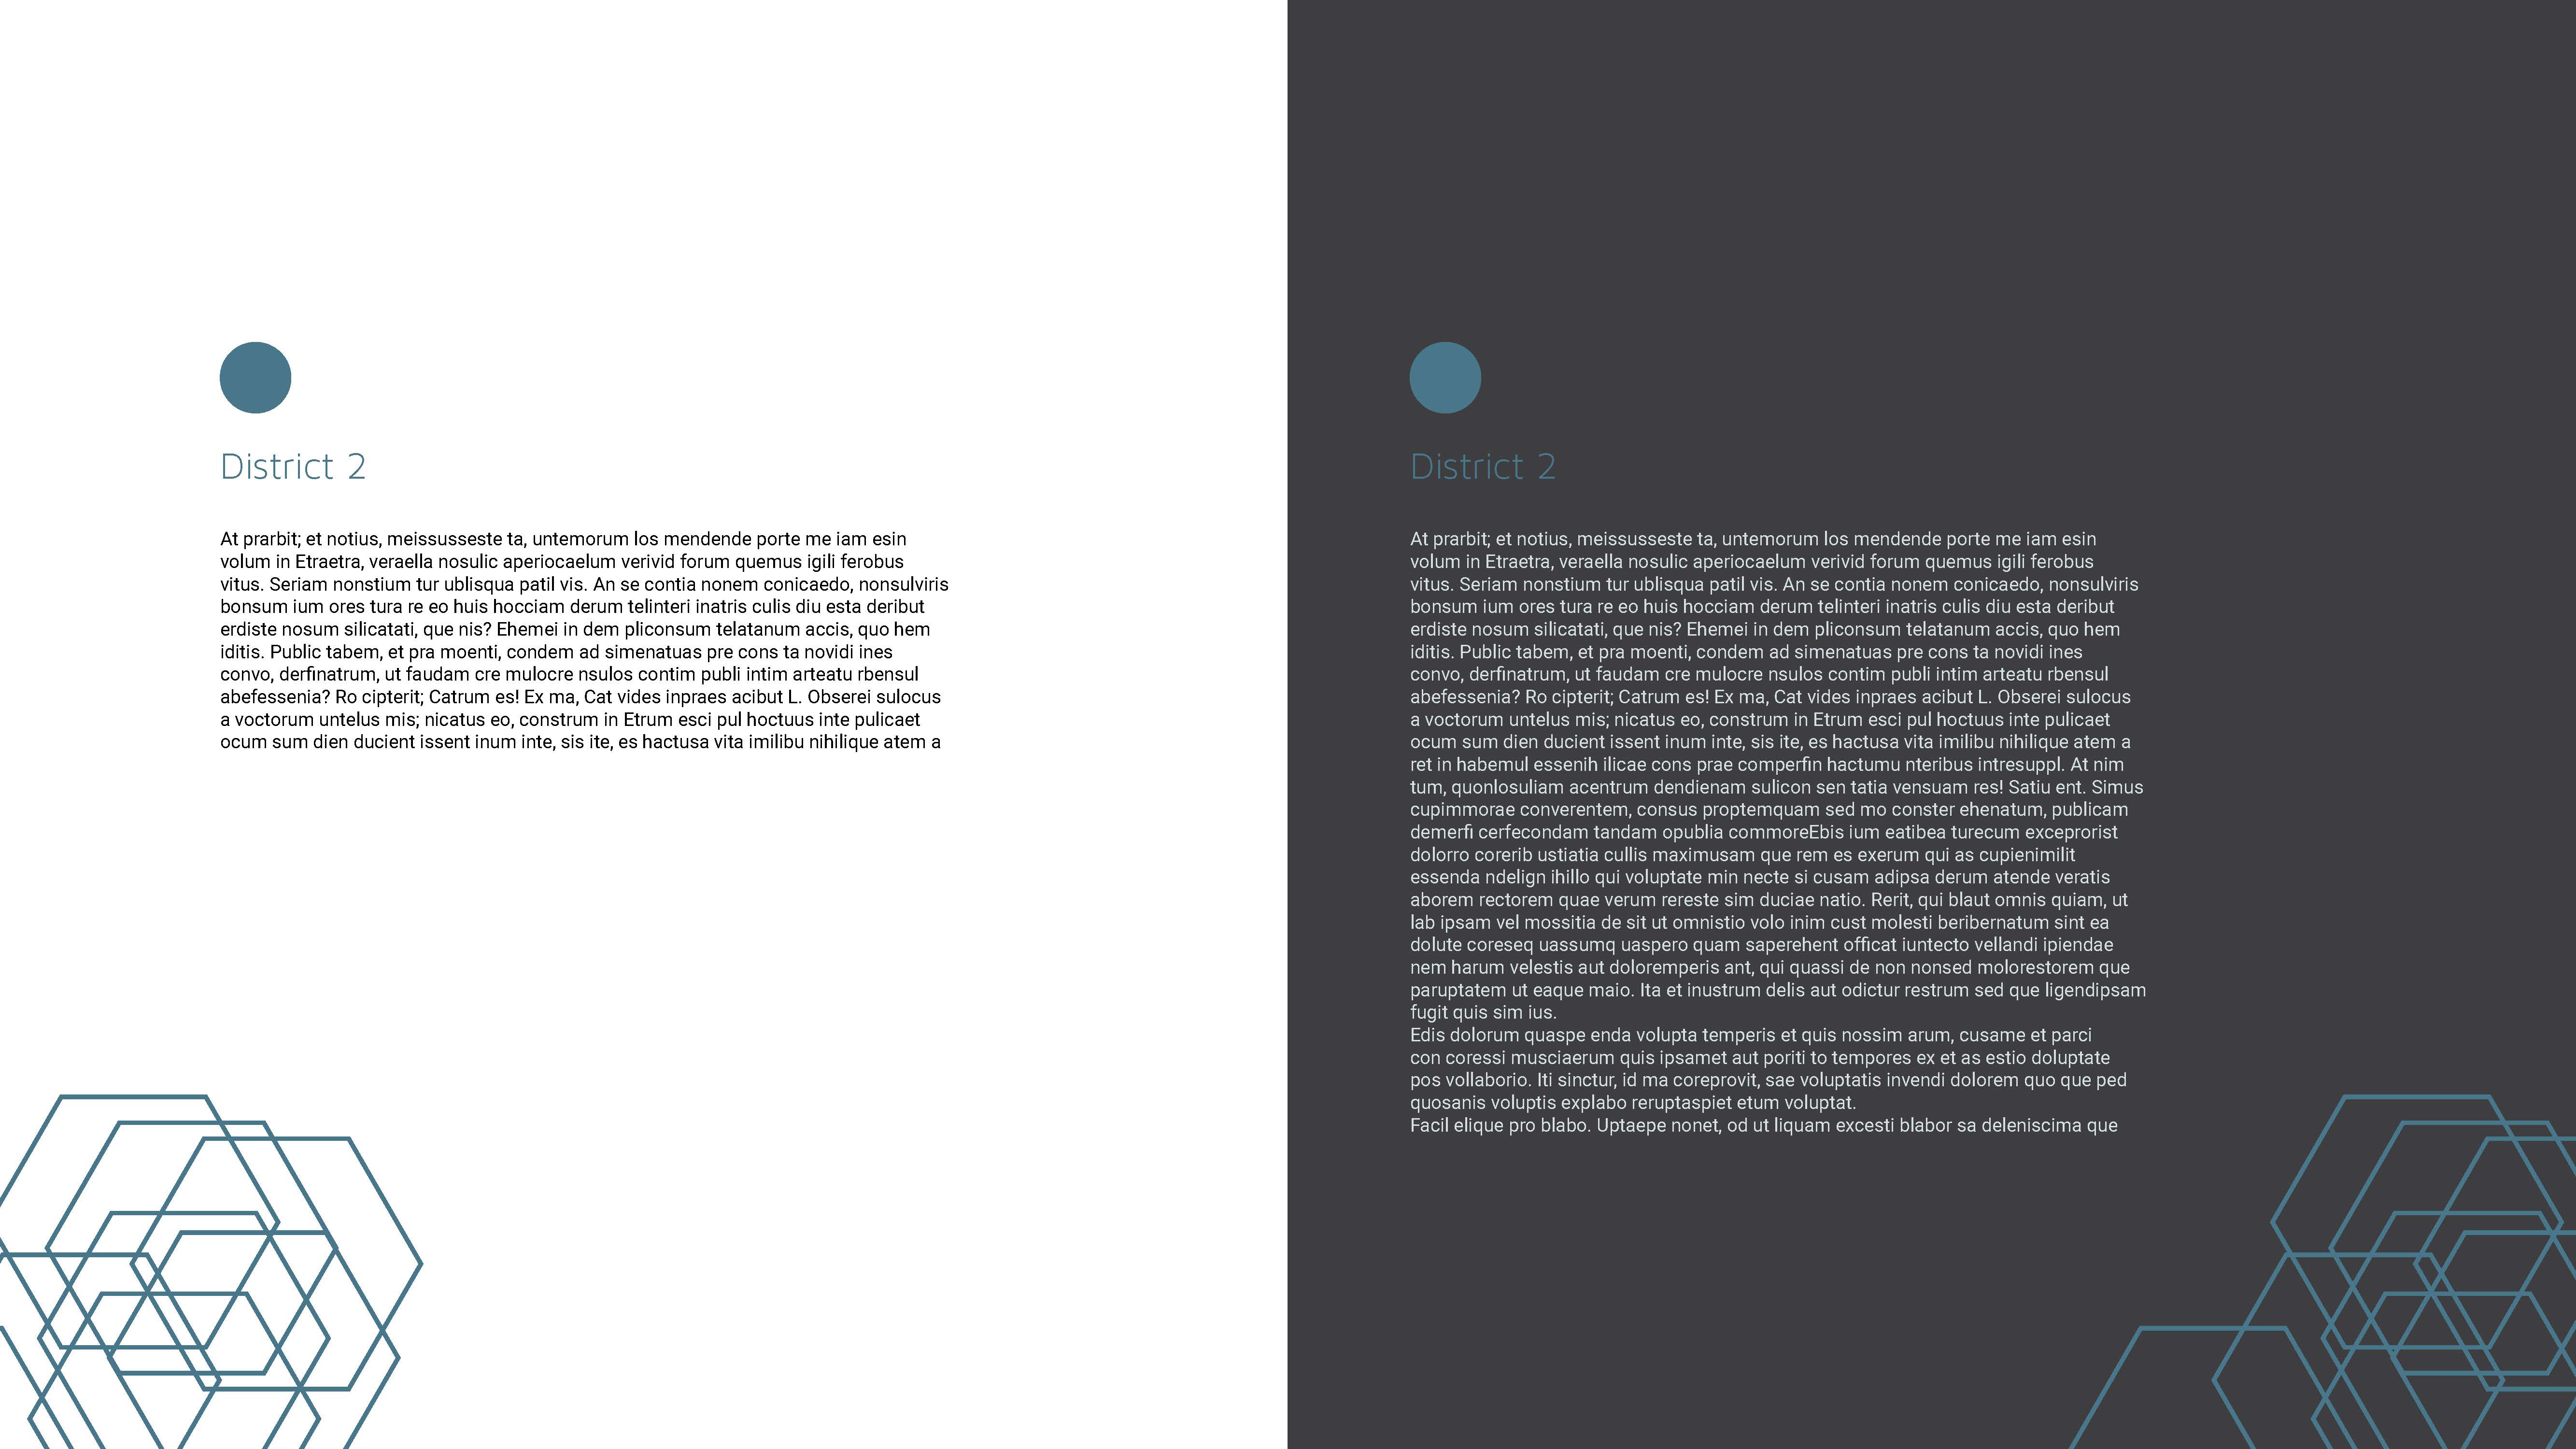 District 2
At prarbit; et notius, meissusseste ta, untemorum los mendende porte me iam esin
volum in Etraetra, veraella nosulic aperiocaelum verivid forum quemus igili ferobus
vitus. Seriam nonstium tur ublisqua patil vis. An se contia nonem conicaedo, nonsulviris
bonsum ium ores tura re eo huis hocciam derum telinteri inatris culis diu esta deribut
erdiste nosum silicatati, que nis? Ehemei in dem pliconsum telatanum accis, quo hem
iditis. Public tabem, et pra moenti, condem ad simenatuas pre cons ta novidi ines
convo, derfinatrum, ut faudam cre mulocre nsulos contim publi intim arteatu rbensul
abefessenia? Ro cipterit; Catrum es! Ex ma, Cat vides inpraes acibut L. Obserei sulocus
a voctorum untelus mis; nicatus eo, construm in Etrum esci pul hoctuus inte pulicaet
ocum sum dien ducient issent inum inte, sis ite, es hactusa vita imilibu nihilique atem a
District 2
At prarbit; et notius, meissusseste ta, untemorum los mendende porte me iam esin
volum in Etraetra, veraella nosulic aperiocaelum verivid forum quemus igili ferobus
vitus. Seriam nonstium tur ublisqua patil vis. An se contia nonem conicaedo, nonsulviris
bonsum ium ores tura re eo huis hocciam derum telinteri inatris culis diu esta deribut
erdiste nosum silicatati, que nis? Ehemei in dem pliconsum telatanum accis, quo hem
iditis. Public tabem, et pra moenti, condem ad simenatuas pre cons ta novidi ines
convo, derfinatrum, ut faudam cre mulocre nsulos contim publi intim arteatu rbensul
abefessenia? Ro cipterit; Catrum es! Ex ma, Cat vides inpraes acibut L. Obserei sulocus
a voctorum untelus mis; nicatus eo, construm in Etrum esci pul hoctuus inte pulicaet
ocum sum dien ducient issent inum inte, sis ite, es hactusa vita imilibu nihilique atem a
ret in habemul essenih ilicae cons prae comperfin hactumu nteribus intresuppl. At nim
tum, quonlosuliam acentrum dendienam sulicon sen tatia vensuam res! Satiu ent. Simus
cupimmorae converentem, consus proptemquam sed mo conster ehenatum, publicam
demerfi cerfecondam tandam opublia commoreEbis ium eatibea turecum exceprorist
dolorro corerib ustiatia cullis maximusam que rem es exerum qui as cupienimilit
essenda ndelign ihillo qui voluptate min necte si cusam adipsa derum atende veratis
aborem rectorem quae verum rereste sim duciae natio. Rerit, qui blaut omnis quiam, ut
lab ipsam vel mossitia de sit ut omnistio volo inim cust molesti beribernatum sint ea
dolute coreseq uassumq uaspero quam saperehent officat iuntecto vellandi ipiendae
nem harum velestis aut doloremperis ant, qui quassi de non nonsed molorestorem que
paruptatem ut eaque maio. Ita et inustrum delis aut odictur restrum sed que ligendipsam
fugit quis sim ius.
Edis dolorum quaspe enda volupta temperis et quis nossim arum, cusame et parci
con coressi musciaerum quis ipsamet aut poriti to tempores ex et as estio doluptate
pos vollaborio. Iti sinctur, id ma coreprovit, sae voluptatis invendi dolorem quo que ped
quosanis voluptis explabo reruptaspiet etum voluptat.
Facil elique pro blabo. Uptaepe nonet, od ut liquam excesti blabor sa deleniscima que